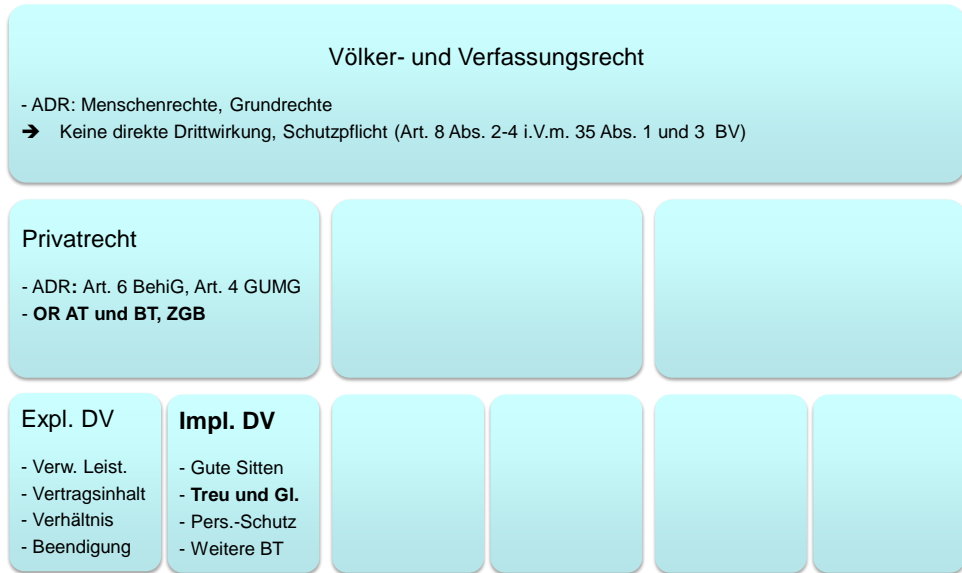 Völker- und Verfassungsrecht
- ADR: Menschenrechte, Grundrechte
➔ Keine direkte Drittwirkung, Schutzpflicht (Art. 8 Abs. 2-4 i.V.m. 35 Abs. 1 und 3 BV)
Privatrecht
- ADR: Art. 6 BehiG, Art. 4 GUMG
- OR AT und BT, ZGB
Expl. DV
- Verw. Leist.
- Vertragsinhalt
- Verhältnis
- Beendigung
Impl. DV
- Gute Sitten
- Treu und Gl.
- Pers.-Schutz
- Weitere BT